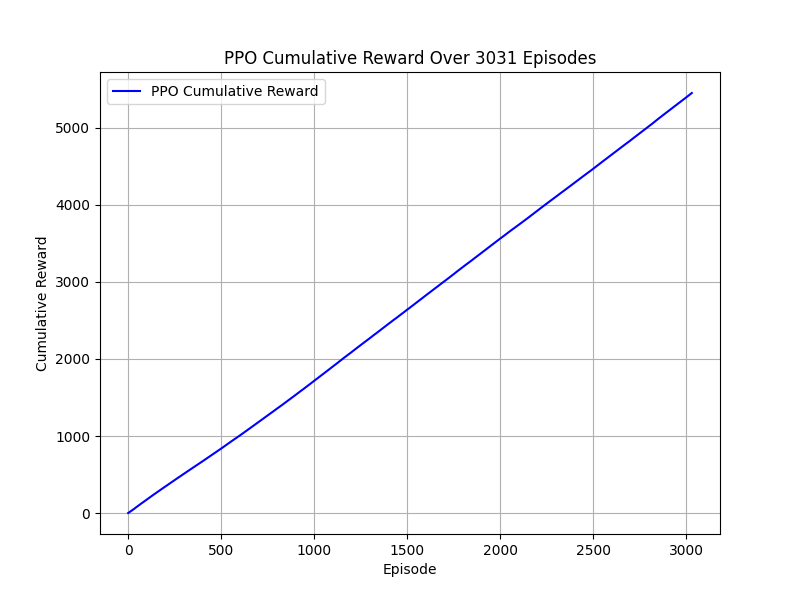 PPO Cumulative Reward Over 3031 Episodes
PPO Cumulative Reward
5000
4000
3000
2000
1000
0
Cumulative Reward
0 500 1000 1500 2000 2500 3000
Episode